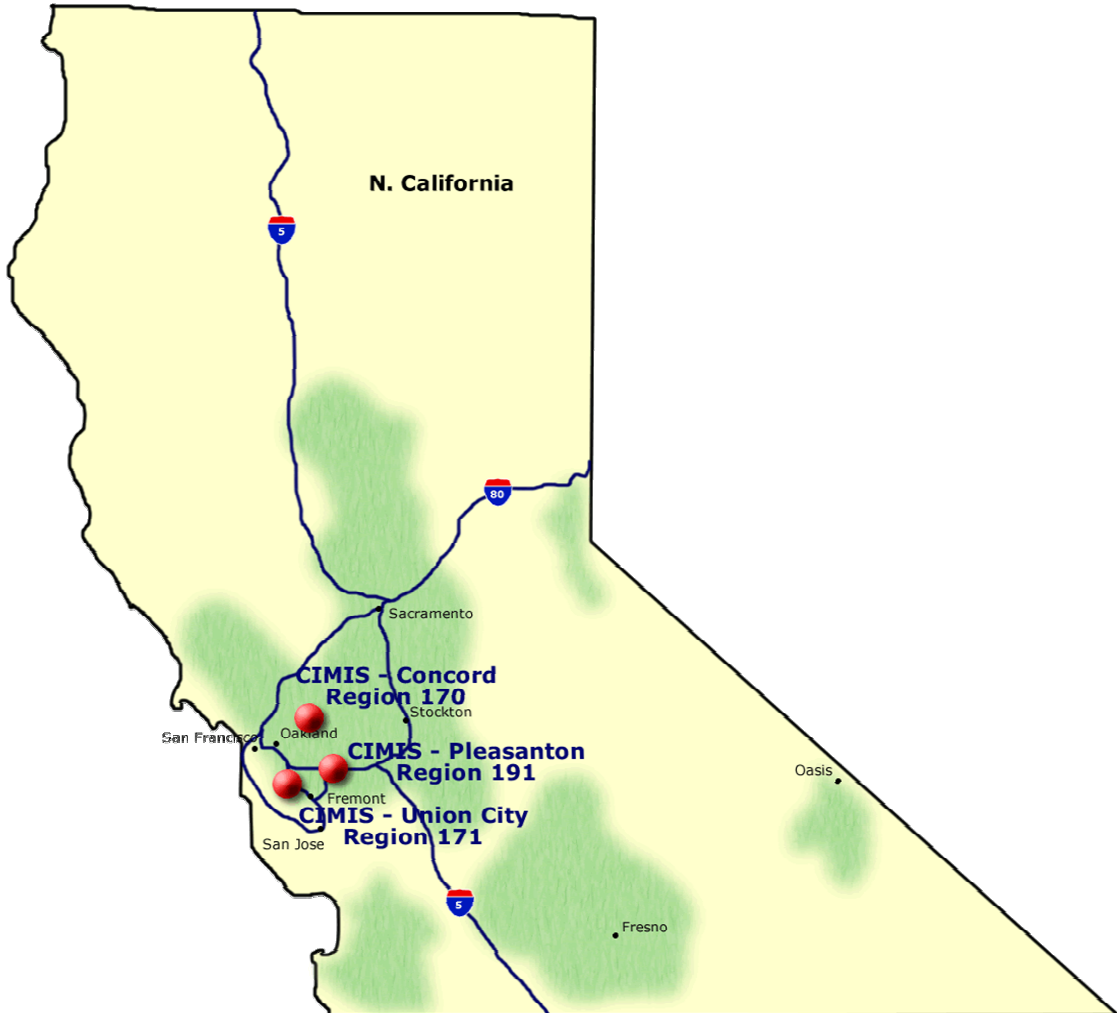 N. California
5
80
Sacramento
CIMIS - Concord
Region 170
Stockton
Oakland
San Francisco
CIMIS - Pleasanton
Region 191
Oasis
Fremont
CIMIS - Union City
Region 171
San Jose
5
Fresno